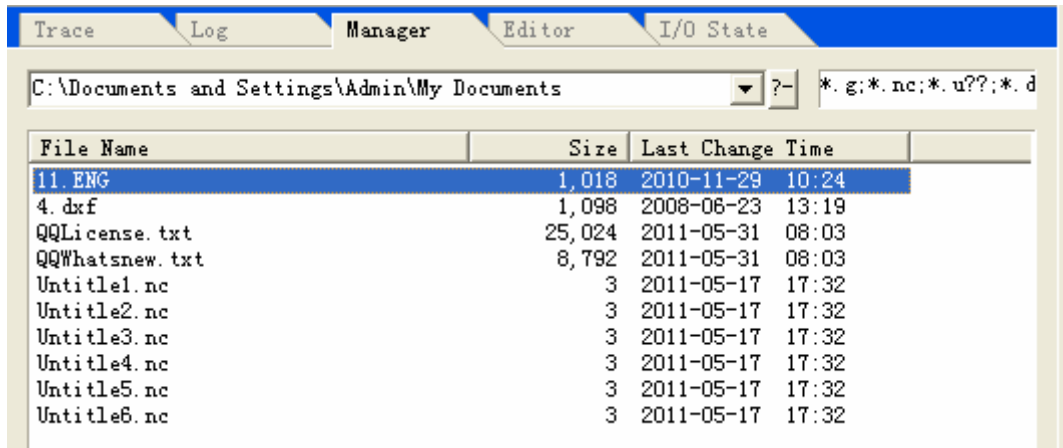 Trace Log Manager Editor I/O State
C:\Documents and Settings\Admin\My Documents ?- *.g;*.nc;*.u??;*.d
File Name Size Last Change Time
11.ENG 1,018 2010-11-29 10:24
4.dxf 1,098 2008-06-23 13:19
QQLicense.txt 25,024 2011-05-31 08:03
QQWhatsnew.txt 8,792 2011-05-31 08:03
Untitle1.nc 3 2011-05-17 17:32
Untitle2.nc 3 2011-05-17 17:32
Untitle3.nc 3 2011-05-17 17:32
Untitle4.nc 3 2011-05-17 17:32
Untitle5.nc 3 2011-05-17 17:32
Untitle6.nc 3 2011-05-17 17:32